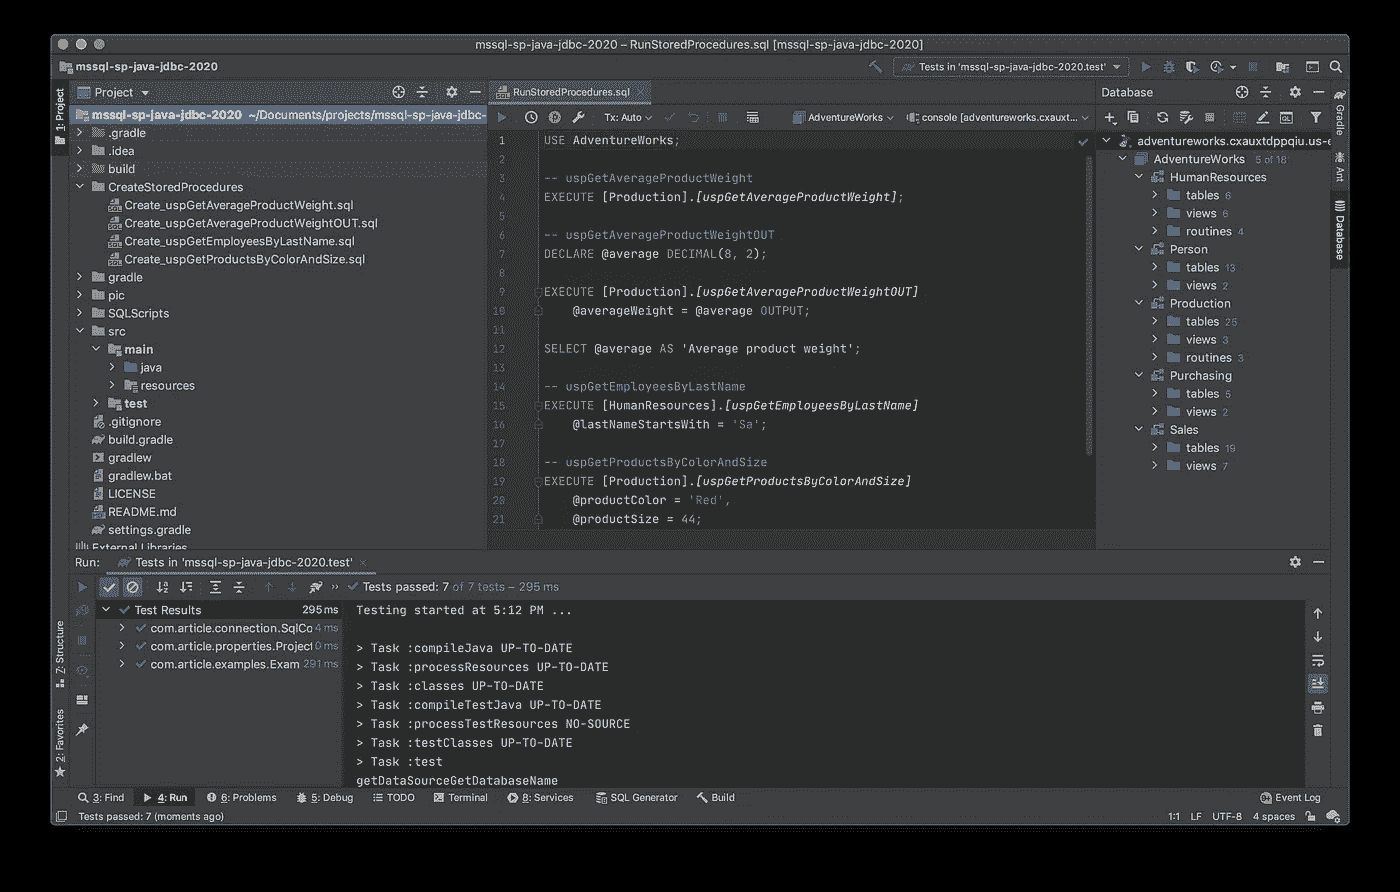 mssql-sp-java-jdbc-2020 – RunStoredProcedures.sql [mssql-sp-java-jdbc-2020]
mssql-sp-java-jdbc-2020
Tests in 'mssql-sp-java-jdbc-2020.test'
1: Project
Project
mssql-sp-java-jdbc-2020 ~/Documents/projects/mssql-sp-java-jdbc-
.gradle
.idea
build
CreateStoredProcedures
Create_uspGetAverageProductWeight.sql
Create_uspGetAverageProductWeightOUT.sql
Create_uspGetEmployeesByLastName.sql
Create_uspGetProductsByColorAndSize.sql
gradle
pic
SQLScripts
src
main
java
resources
test
.gitignore
build.gradle
gradlew
gradlew.bat
LICENSE
README.md
settings.gradle
External Libraries
RunStoredProcedures.sql
Tx: Auto
AdventureWorks
console [adventureworks.cxauxt...
1 USE AdventureWorks;
2
3 -- uspGetAverageProductWeight
4 EXECUTE [Production].[uspGetAverageProductWeight];
5
6 -- uspGetAverageProductWeightOUT
7 DECLARE @average DECIMAL(8, 2);
8
9 EXECUTE [Production].[uspGetAverageProductWeightOUT]
10 @averageWeight = @average OUTPUT;
11
12 SELECT @average AS 'Average product weight';
13
14 -- uspGetEmployeesByLastName
15 EXECUTE [HumanResources].[uspGetEmployeesByLastName]
16 @lastNameStartsWith = 'Sa';
17
18 -- uspGetProductsByColorAndSize
19 EXECUTE [Production].[uspGetProductsByColorAndSize]
20 @productColor = 'Red',
21 @productSize = 44;
Database
adventureworks.cxauxtdppqiu.us-e
AdventureWorks 5 of 18
HumanResources
tables 6
views 6
routines 4
Person
tables 13
views 2
Production
tables 25
views 3
routines 3
Purchasing
tables 5
views 2
Sales
tables 19
views 7
Gradle
Ant
Database
Run: Tests in 'mssql-sp-java-jdbc-2020.test'
Tests passed: 7 of 7 tests – 295 ms
Test Results 295 ms
com.article.connection.SqlCo 4 ms
com.article.properties.Project 0 ms
com.article.examples.Exam 291 ms
Testing started at 5:12 PM ...
> Task :compileJava UP-TO-DATE
> Task :processResources UP-TO-DATE
> Task :classes UP-TO-DATE
> Task :compileTestJava UP-TO-DATE
> Task :processTestResources NO-SOURCE
> Task :testClasses UP-TO-DATE
> Task :test
getDataSourceGetDatabaseName
7: Structure
2: Favorites
3: Find
4: Run
6: Problems
5: Debug
TODO
Terminal
8: Services
SQL Generator
Build
Event Log
Tests passed: 7 (moments ago)
1:1 LF UTF-8 4 spaces